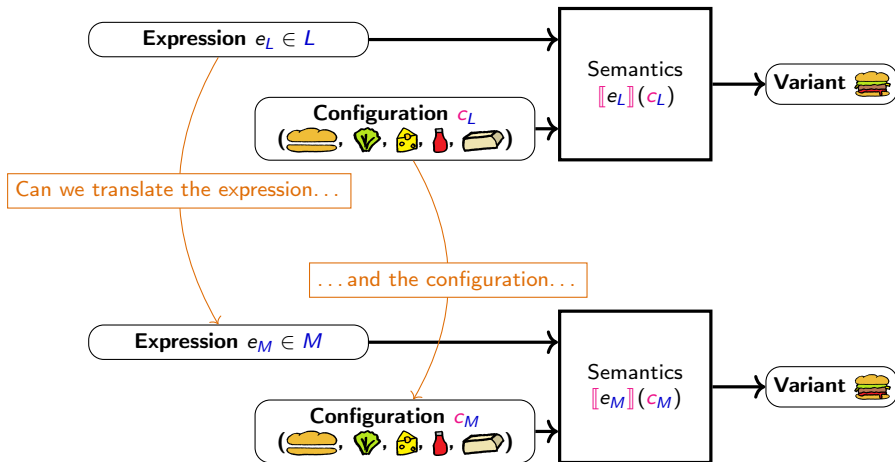 Expression e_L ∈ L
Semantics
⟦e_L⟧(c_L)
Variant
Configuration c_L
( , , , , )
Can we translate the expression...
...and the configuration...
Expression e_M ∈ M
Semantics
⟦e_M⟧(c_M)
Variant
Configuration c_M
( , , , , )